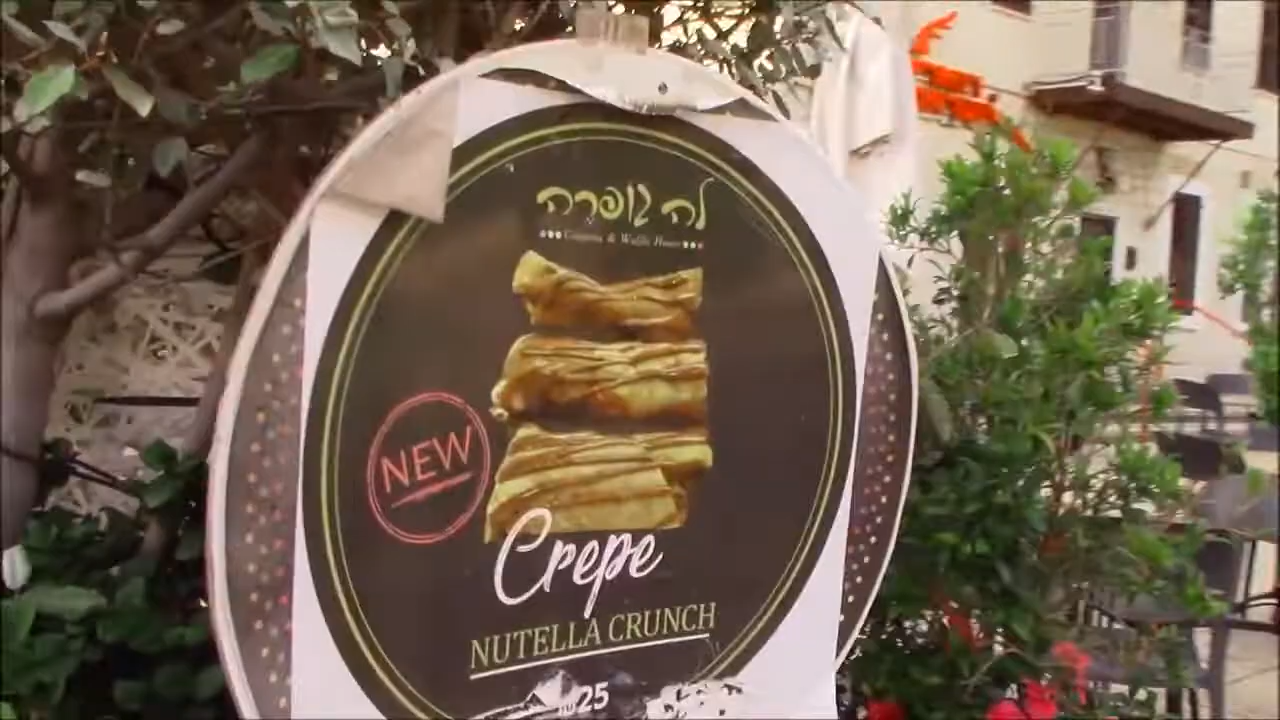 לה גופרה
Creperie & Waffle House
NEW
Crepe
NUTELLA CRUNCH
₪25